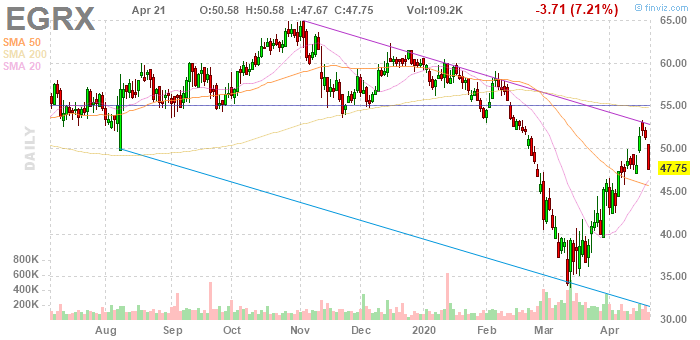 EGRX Apr 21 O:50.58 H:50.58 L:47.67 C:47.75 Vol:109.2K -3.71 (7.21%)
© finviz.com
SMA 50
SMA 200
SMA 20
DAILY
65.00
60.00
55.00
50.00
47.75
45.00
40.00
35.00
30.00
800K
600K
400K
200K
Aug Sep Oct Nov Dec 2020 Feb Mar Apr